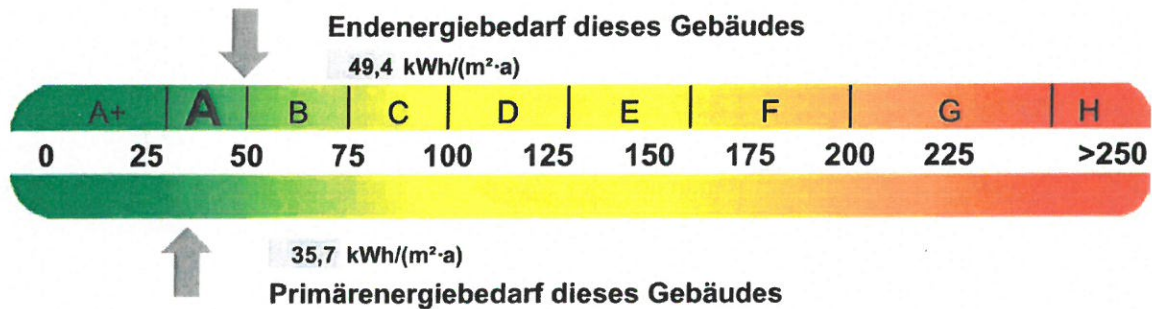 Endenergiebedarf dieses Gebäudes
49,4 kWh/(m²·a)
A+ A B C D E F G H
0 25 50 75 100 125 150 175 200 225 >250
35,7 kWh/(m²·a)
Primärenergiebedarf dieses Gebäudes